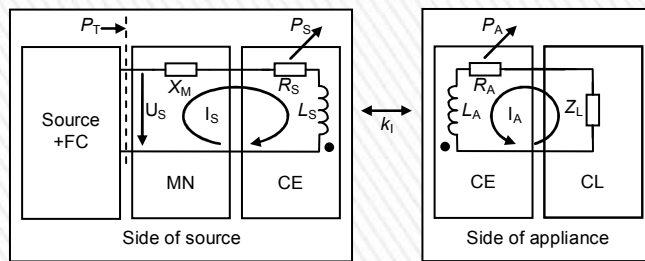 P_T
P_S
P_A
X_M
R_S
R_A
U_S
I_S
L_S
k_I
L_A
I_A
Z_L
Source
+FC
MN
CE
CE
CL
Side of source
Side of appliance